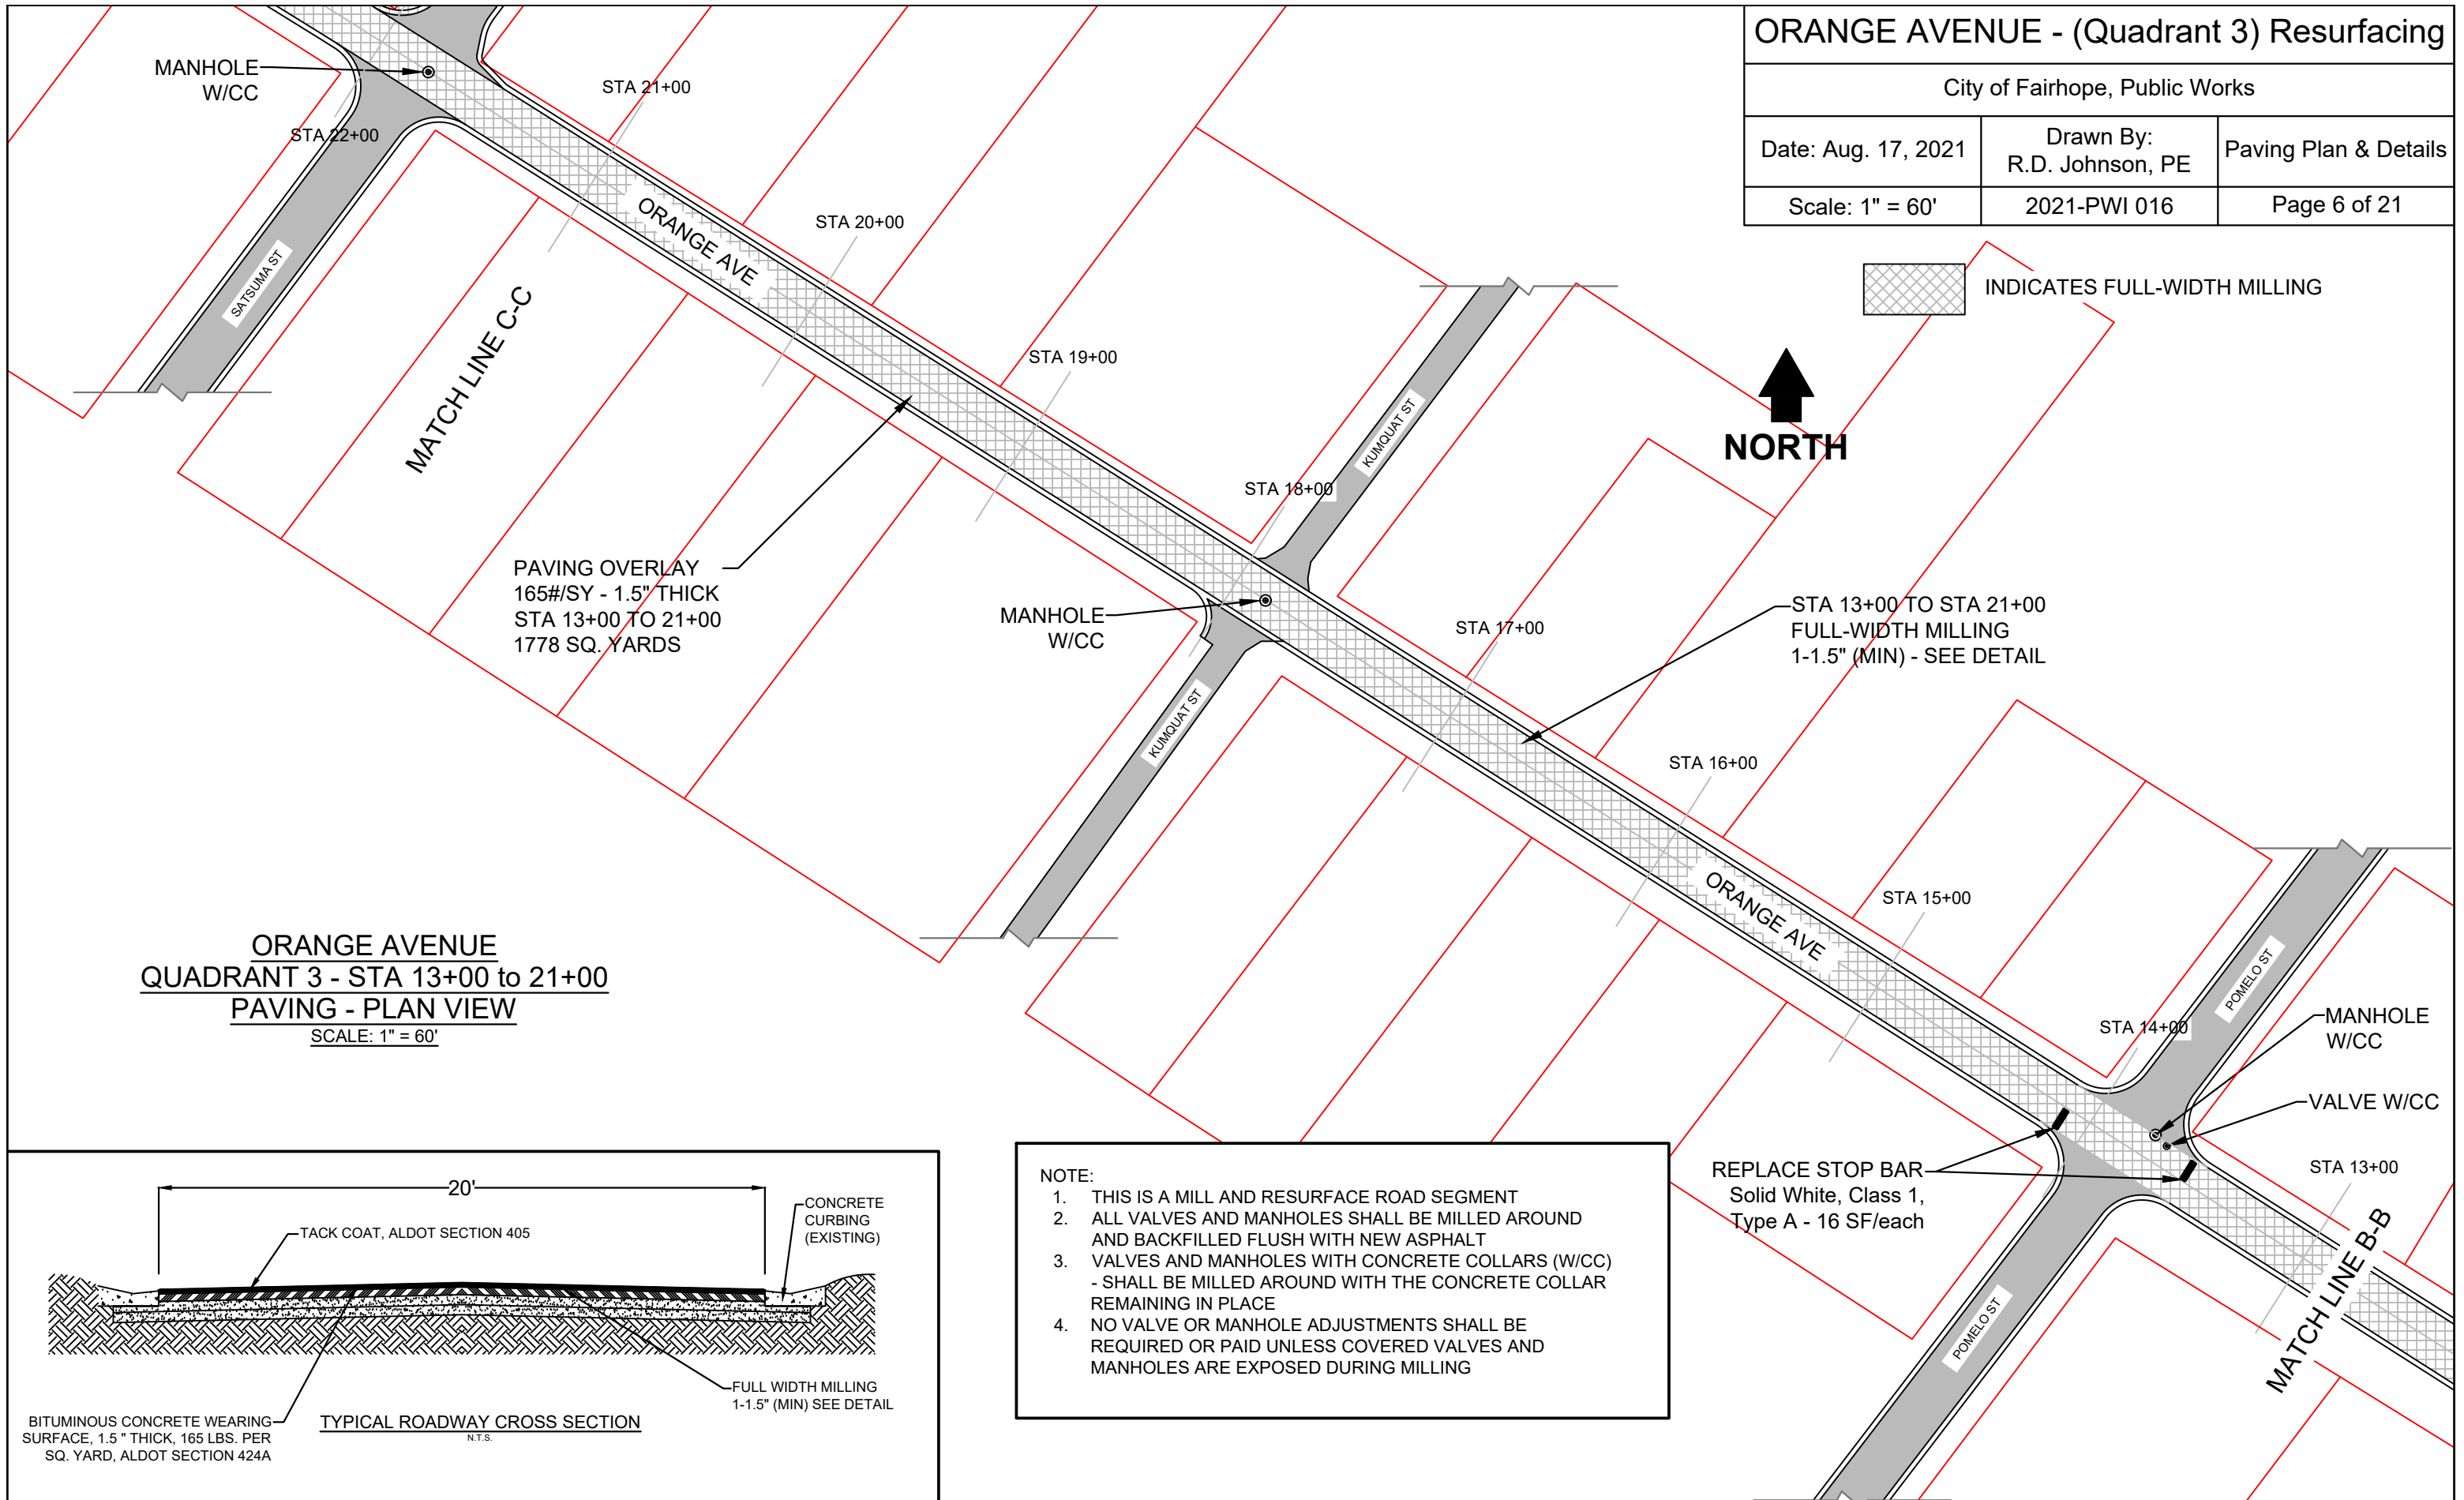 ORANGE AVENUE - (Quadrant 3) Resurfacing
City of Fairhope, Public Works
Date: Aug. 17, 2021
Drawn By:
R.D. Johnson, PE
Paving Plan & Details
Scale: 1" = 60'
2021-PWI 016
Page 6 of 21
INDICATES FULL-WIDTH MILLING
NORTH
MANHOLE
W/CC
STA 22+00
STA 21+00
STA 20+00
STA 19+00
STA 18+00
STA 17+00
STA 16+00
STA 15+00
STA 14+00
STA 13+00
ORANGE AVE
ORANGE AVE
SATSUMA ST
MATCH LINE C-C
KUMQUAT ST
KUMQUAT ST
POMELO ST
POMELO ST
MATCH LINE B-B
PAVING OVERLAY
165#/SY - 1.5" THICK
STA 13+00 TO 21+00
1778 SQ. YARDS
MANHOLE
W/CC
STA 13+00 TO STA 21+00
FULL-WIDTH MILLING
1-1.5" (MIN) - SEE DETAIL
MANHOLE
W/CC
VALVE W/CC
REPLACE STOP BAR
Solid White, Class 1,
Type A - 16 SF/each
ORANGE AVENUE
QUADRANT 3 - STA 13+00 to 21+00
PAVING - PLAN VIEW
SCALE: 1" = 60'
20'
TACK COAT, ALDOT SECTION 405
CONCRETE
CURBING
(EXISTING)
FULL WIDTH MILLING
1-1.5" (MIN) SEE DETAIL
BITUMINOUS CONCRETE WEARING
SURFACE, 1.5 " THICK, 165 LBS. PER
SQ. YARD, ALDOT SECTION 424A
TYPICAL ROADWAY CROSS SECTION
N.T.S.
NOTE:
1. THIS IS A MILL AND RESURFACE ROAD SEGMENT
2. ALL VALVES AND MANHOLES SHALL BE MILLED AROUND
AND BACKFILLED FLUSH WITH NEW ASPHALT
3. VALVES AND MANHOLES WITH CONCRETE COLLARS (W/CC)
- SHALL BE MILLED AROUND WITH THE CONCRETE COLLAR
REMAINING IN PLACE
4. NO VALVE OR MANHOLE ADJUSTMENTS SHALL BE
REQUIRED OR PAID UNLESS COVERED VALVES AND
MANHOLES ARE EXPOSED DURING MILLING